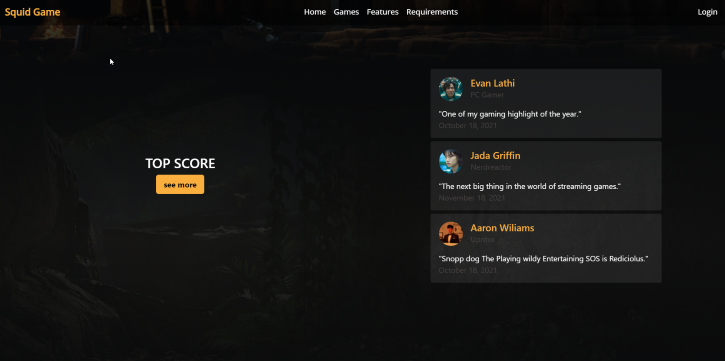 Squid Game
Home Games Features Requirements
Login
TOP SCORE
see more
Evan Lathi
PC Gamer
"One of my gaming highlight of the year."
October 18, 2021
Jada Griffin
Nerdreactor
"The next big thing in the world of streaming games."
November 18, 2021
Aaron Wiliams
"Snopp dog The Playing wildy Entertaining SOS is Rediciolus."
October 18, 2021